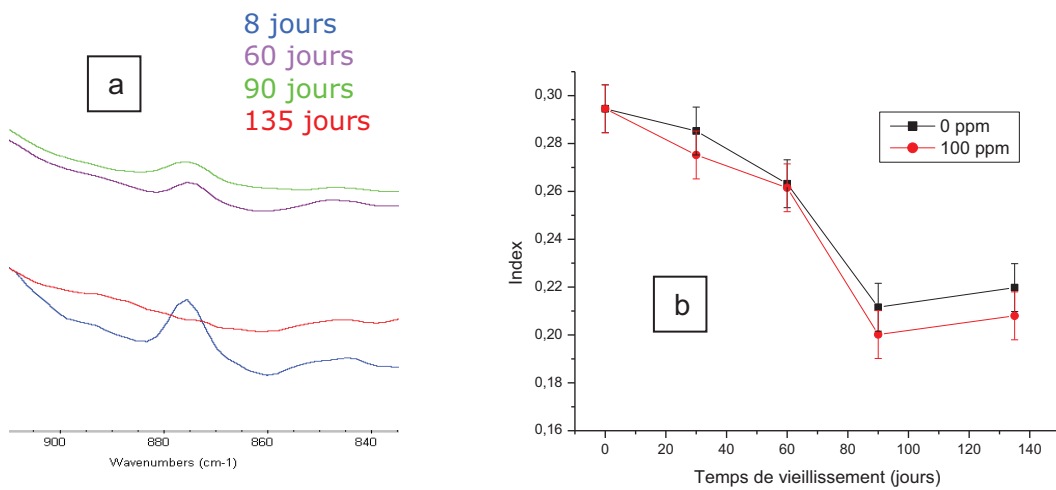 8 jours
60 jours
90 jours
135 jours
a
900 880 860 840
Wavenumbers (cm-1)
0,30
0,28
0,26
0,24
0,22
0,20
0,18
0,16
Index
0 ppm
100 ppm
b
0 20 40 60 80 100 120 140
Temps de vieillissement (jours)